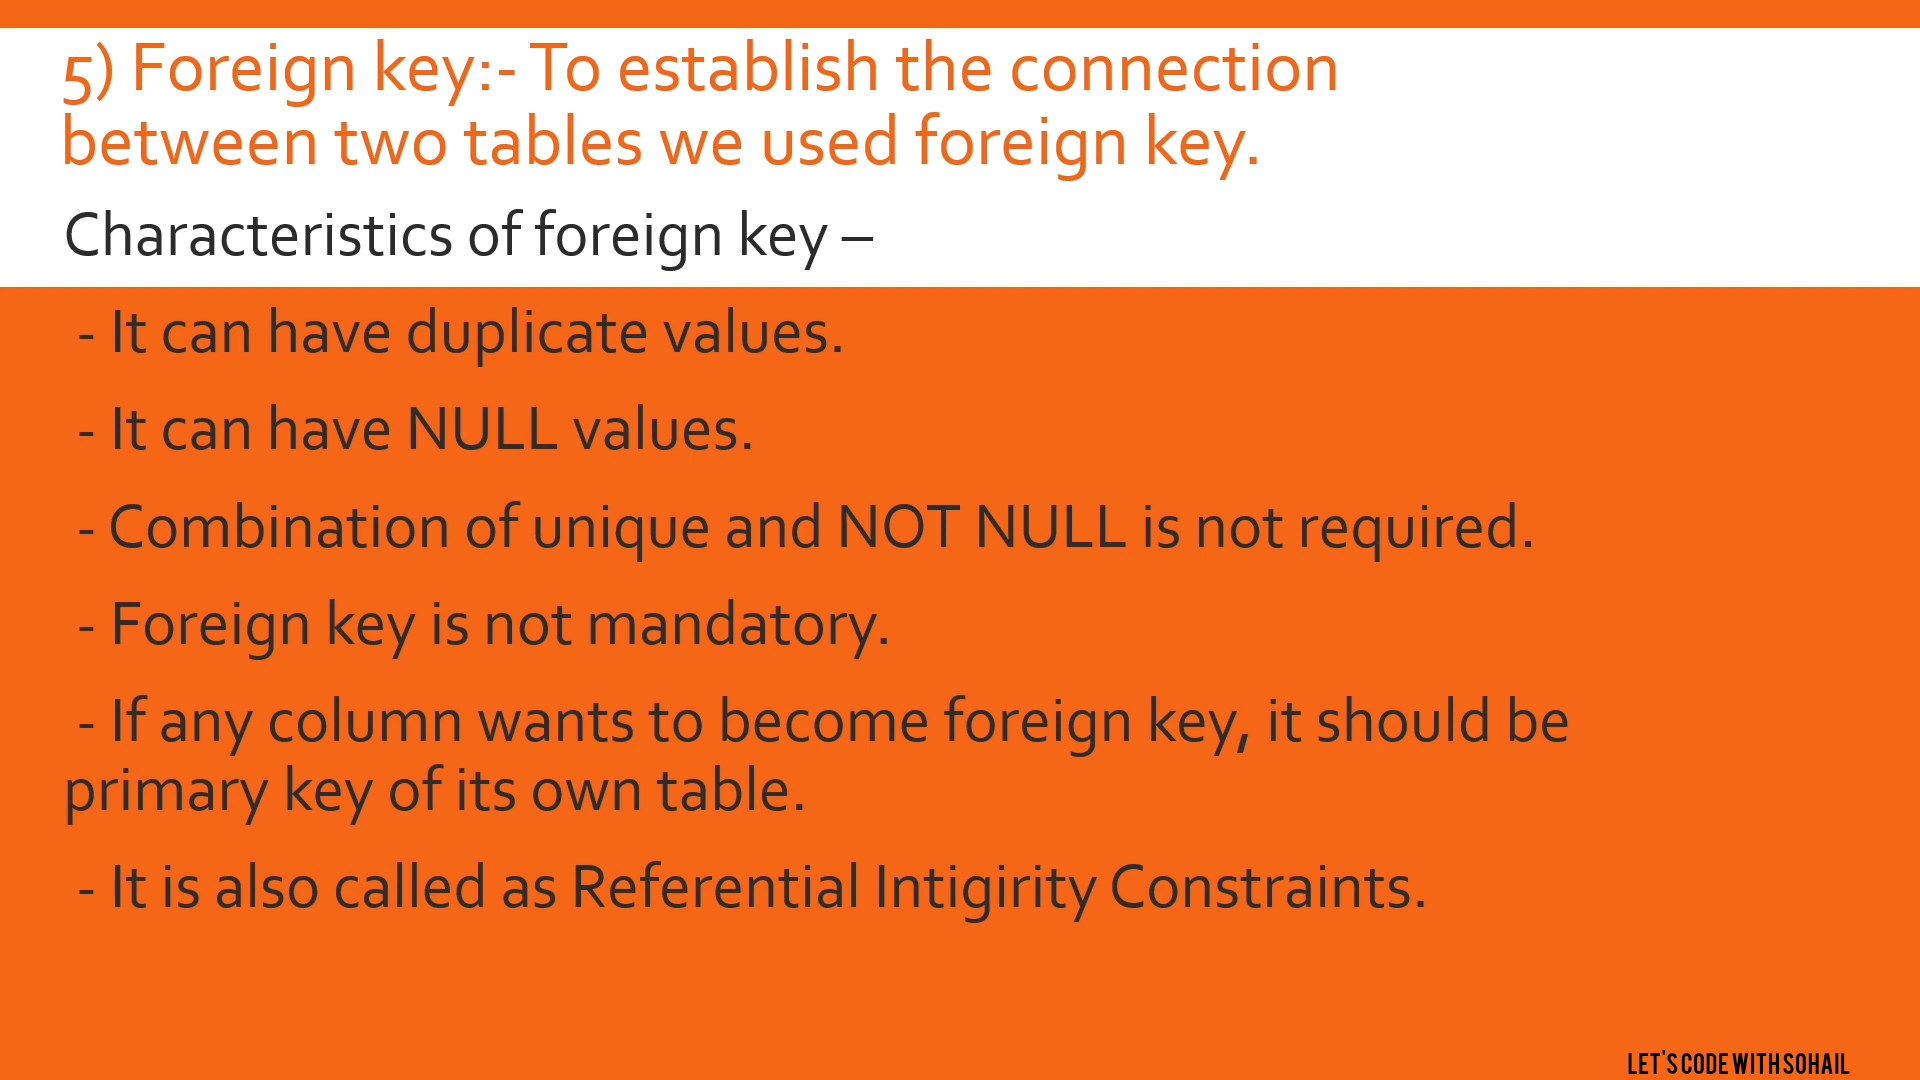 5) Foreign key:- To establish the connection
between two tables we used foreign key.
Characteristics of foreign key –
- It can have duplicate values.
- It can have NULL values.
- Combination of unique and NOT NULL is not required.
- Foreign key is not mandatory.
- If any column wants to become foreign key, it should be
primary key of its own table.
- It is also called as Referential Intigirity Constraints.
LET'S CODE WITH SOHAIL